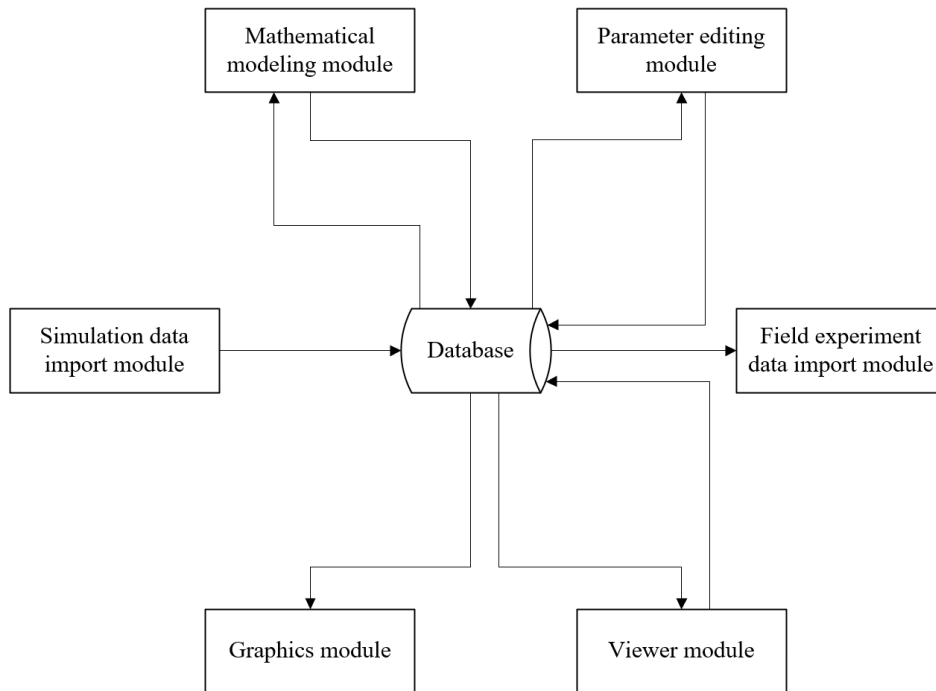 Mathematical
modeling module
Parameter editing
module
Simulation data
import module
Database
Field experiment
data import module
Graphics module
Viewer module